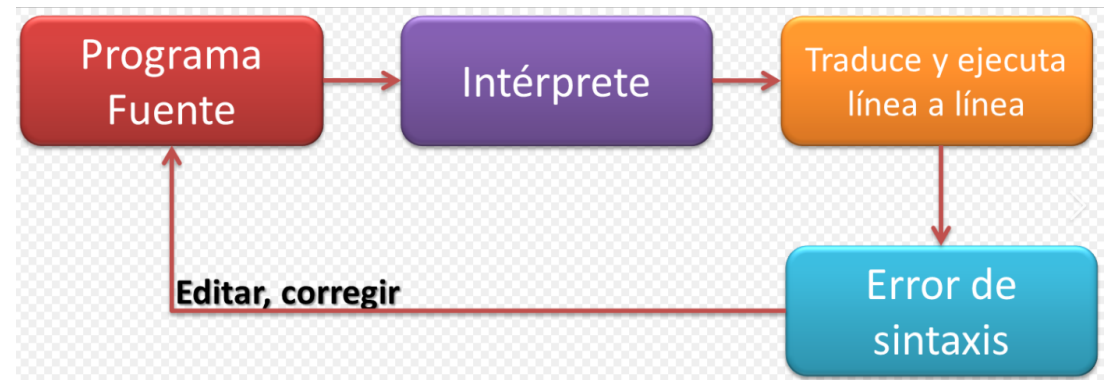 Programa
Fuente
Intérprete
Traduce y ejecuta
línea a línea
Editar, corregir
Error de
sintaxis